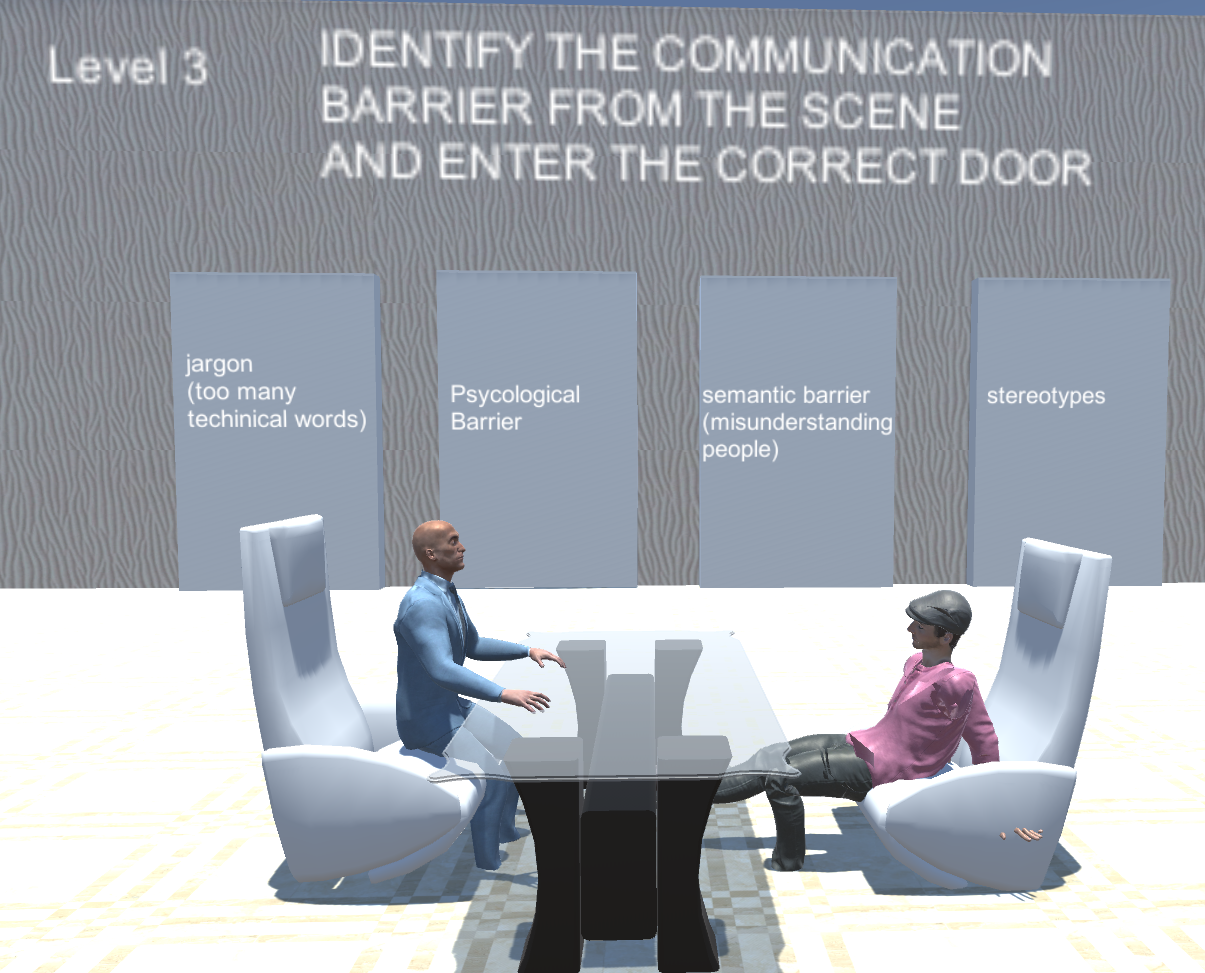 Level 3
IDENTIFY THE COMMUNICATION
BARRIER FROM THE SCENE
AND ENTER THE CORRECT DOOR
jargon
(too many
techinical words)
Psycological
Barrier
semantic barrier
(misunderstanding
people)
stereotypes